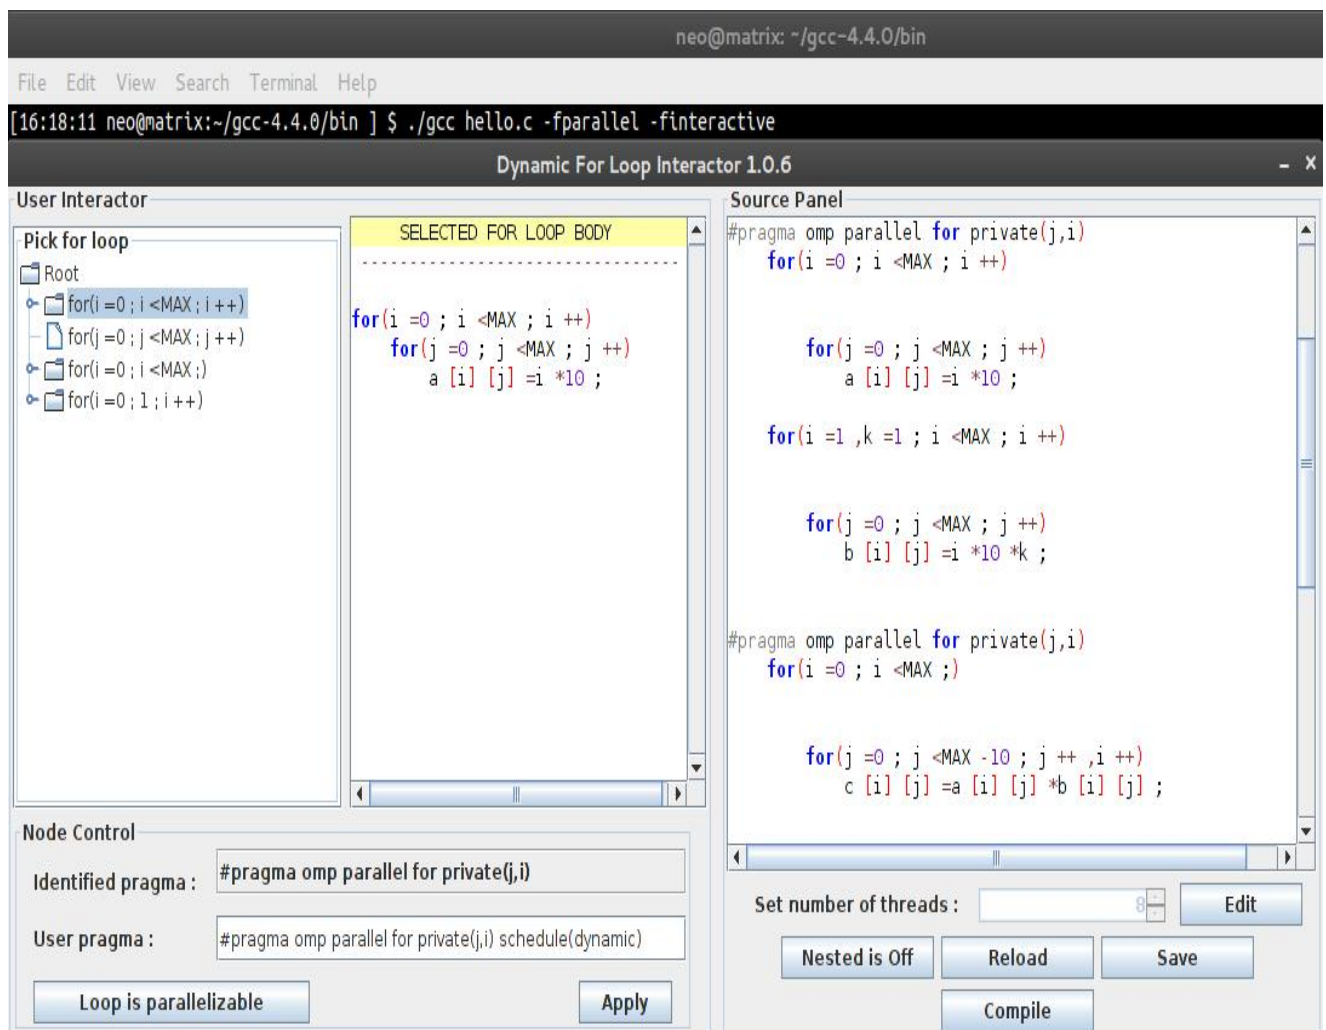 neo@matrix: ~/gcc-4.4.0/bin
File Edit View Search Terminal Help
[16:18:11 neo@matrix:~/gcc-4.4.0/bin ] $ ./gcc hello.c -fparallel -finteractive
Dynamic For Loop Interactor 1.0.6
User Interactor
Pick for loop
Root
for(i =0 ; i <MAX ; i ++)
for(j =0 ; j <MAX ; j ++)
for(i =0 ; i <MAX ;)
for(i =0 ; 1 ; i ++)
SELECTED FOR LOOP BODY
--------------------------------
for(i =0 ; i <MAX ; i ++)
for(j =0 ; j <MAX ; j ++)
a [i] [j] =i *10 ;
Source Panel
#pragma omp parallel for private(j,i)
for(i =0 ; i <MAX ; i ++)
for(j =0 ; j <MAX ; j ++)
a [i] [j] =i *10 ;
for(i =1 ,k =1 ; i <MAX ; i ++)
for(j =0 ; j <MAX ; j ++)
b [i] [j] =i *10 *k ;
#pragma omp parallel for private(j,i)
for(i =0 ; i <MAX ;)
for(j =0 ; j <MAX -10 ; j ++ ,i ++)
c [i] [j] =a [i] [j] *b [i] [j] ;
Node Control
Identified pragma : #pragma omp parallel for private(j,i)
User pragma : #pragma omp parallel for private(j,i) schedule(dynamic)
Loop is parallelizable Apply
Set number of threads : 8 Edit
Nested is Off Reload Save
Compile